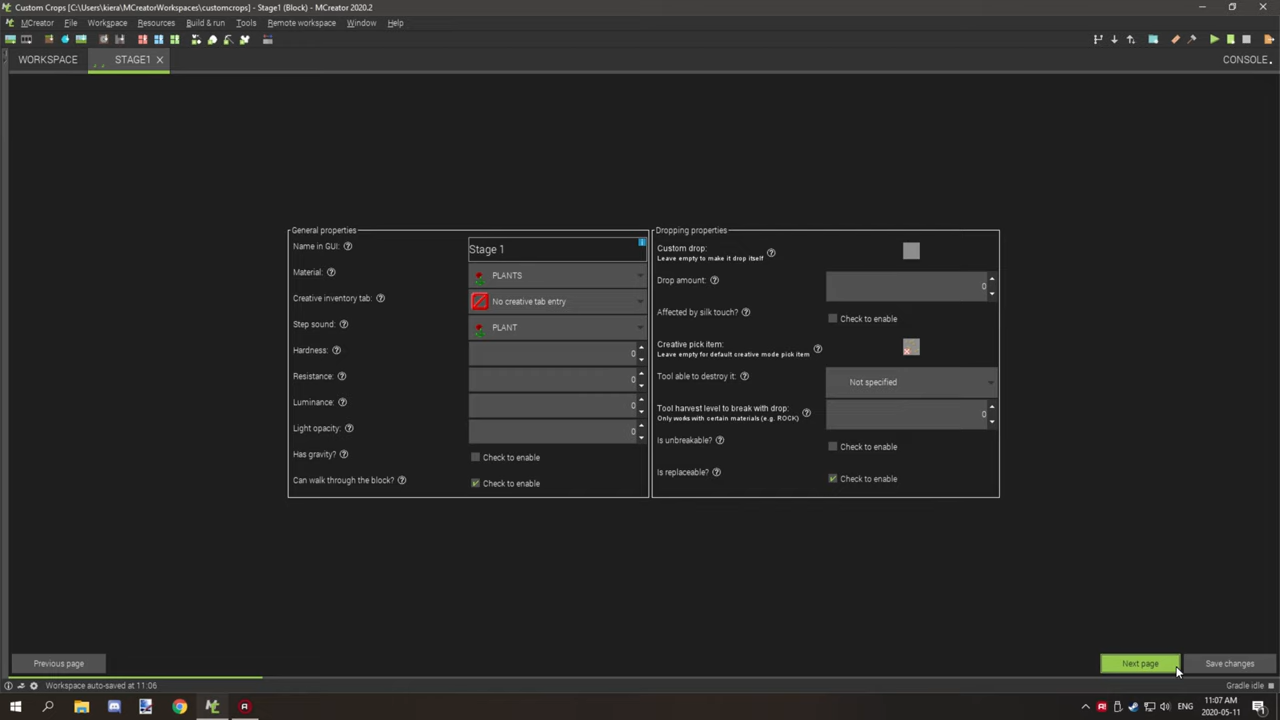 Custom Crops [C:\Users\kiera\MCreatorWorkspaces\customcrops] - Stage1 (Block) - MCreator 2020.2
MCreator File Workspace Resources Build & run Tools Remote workspace Window Help
WORKSPACE STAGE1 CONSOLE
General properties
Name in GUI: Stage 1
Material: PLANTS
Creative inventory tab: No creative tab entry
Step sound: PLANT
Hardness: 0
Resistance: 0
Luminance: 0
Light opacity: 0
Has gravity? Check to enable
Can walk through the block? Check to enable
Dropping properties
Custom drop:
Leave empty to make it drop itself
Drop amount: 0
Affected by silk touch? Check to enable
Creative pick item:
Leave empty for default creative mode pick item
Tool able to destroy it: Not specified
Tool harvest level to break with drop: 0
Only works with certain materials (e.g. ROCK)
Is unbreakable? Check to enable
Is replaceable? Check to enable
Previous page Next page Save changes
Workspace auto-saved at 11:06 Gradle idle
ENG 11:07 AM
2020-05-11